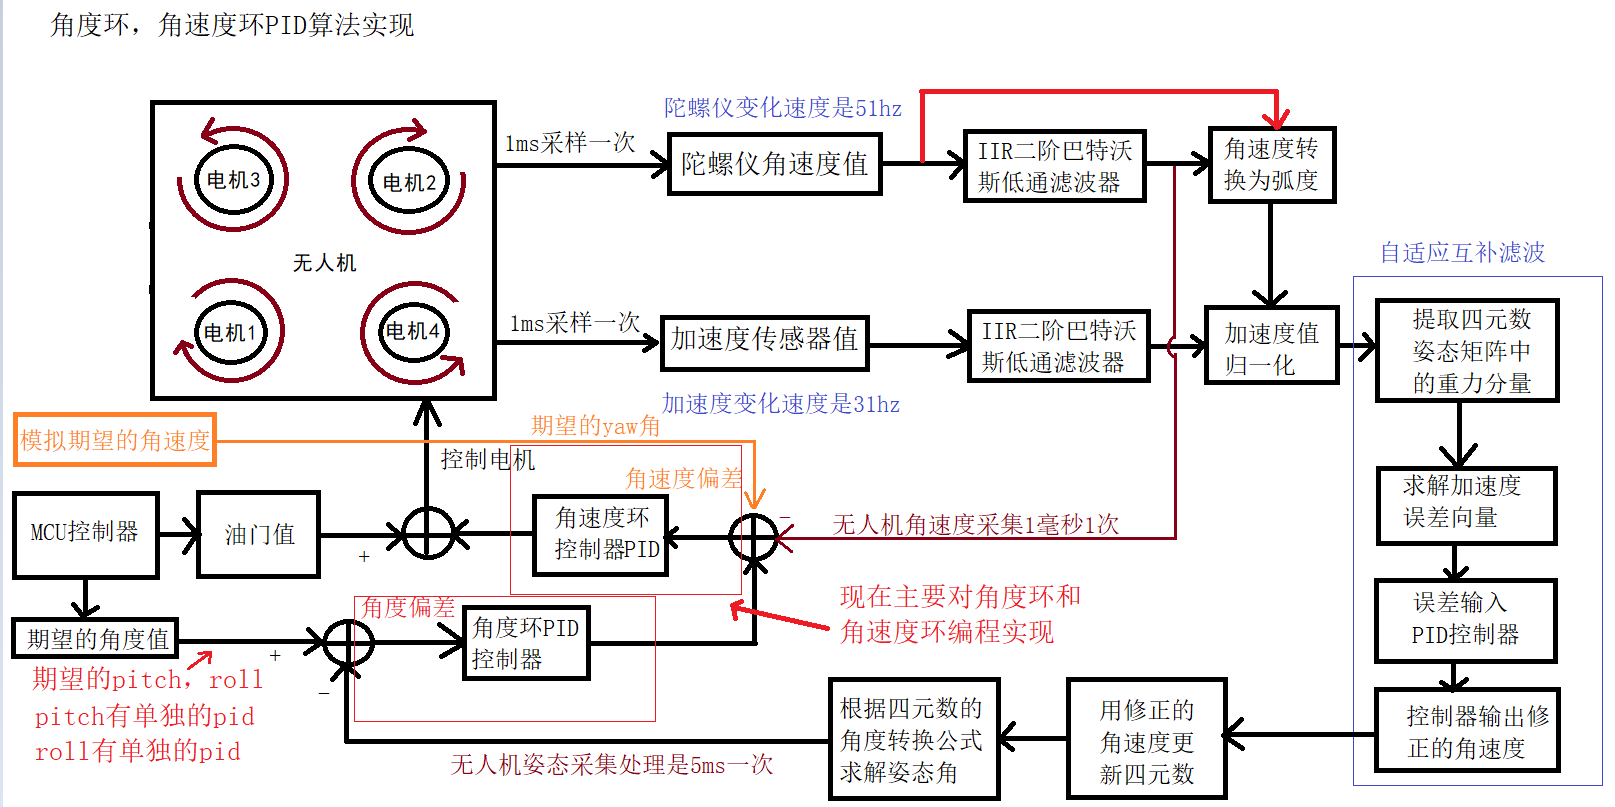 角度环，角速度环PID算法实现
陀螺仪变化速度是51hz
1ms采样一次
陀螺仪角速度值
IIR二阶巴特沃
斯低通滤波器
角速度转
换为弧度
电机3
电机2
无人机
电机1
电机4
1ms采样一次
加速度传感器值
IIR二阶巴特沃
斯低通滤波器
加速度值
归一化
自适应互补滤波
提取四元数
姿态矩阵中
的重力分量
加速度变化速度是31hz
模拟期望的角速度
期望的yaw角
控制电机
角速度偏差
求解加速度
误差向量
MCU控制器
油门值
+
角速度环
控制器PID
−
无人机角速度采集1毫秒1次
现在主要对角度环和
角速度环编程实现
误差输入
PID控制器
期望的角度值
+
−
角度偏差
角度环PID
控制器
期望的pitch，roll
pitch有单独的pid
roll有单独的pid
无人机姿态采集处理是5ms一次
根据四元数的
角度转换公式
求解姿态角
用修正的
角速度更
新四元数
控制器输出修
正的角速度